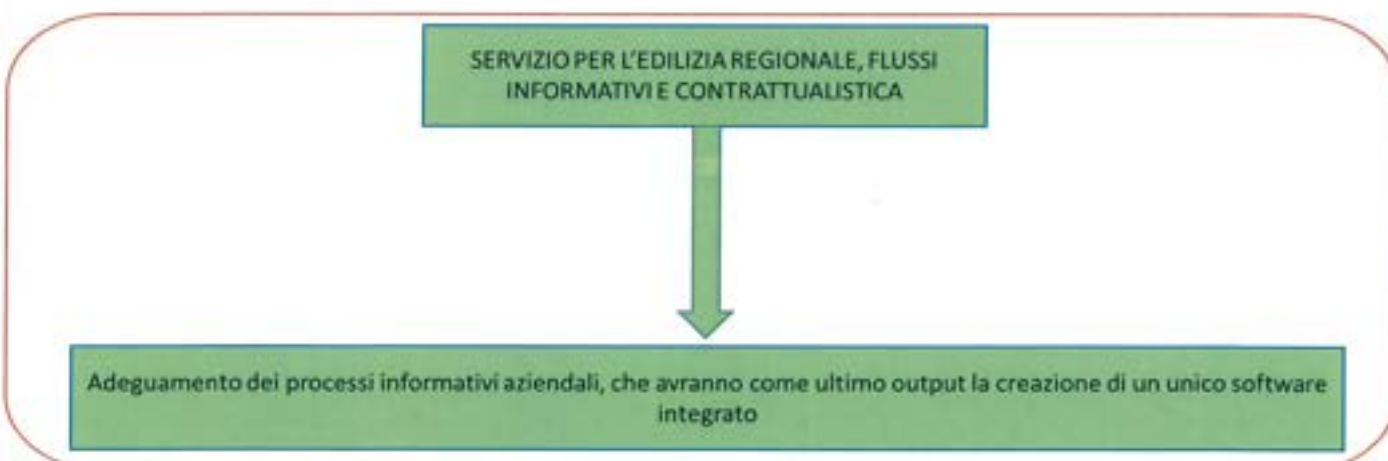 SERVIZIO PER L'EDILIZIA REGIONALE, FLUSSI
INFORMATIVI E CONTRATTUALISTICA
Adeguamento dei processi informativi aziendali, che avranno come ultimo output la creazione di un unico software
integrato